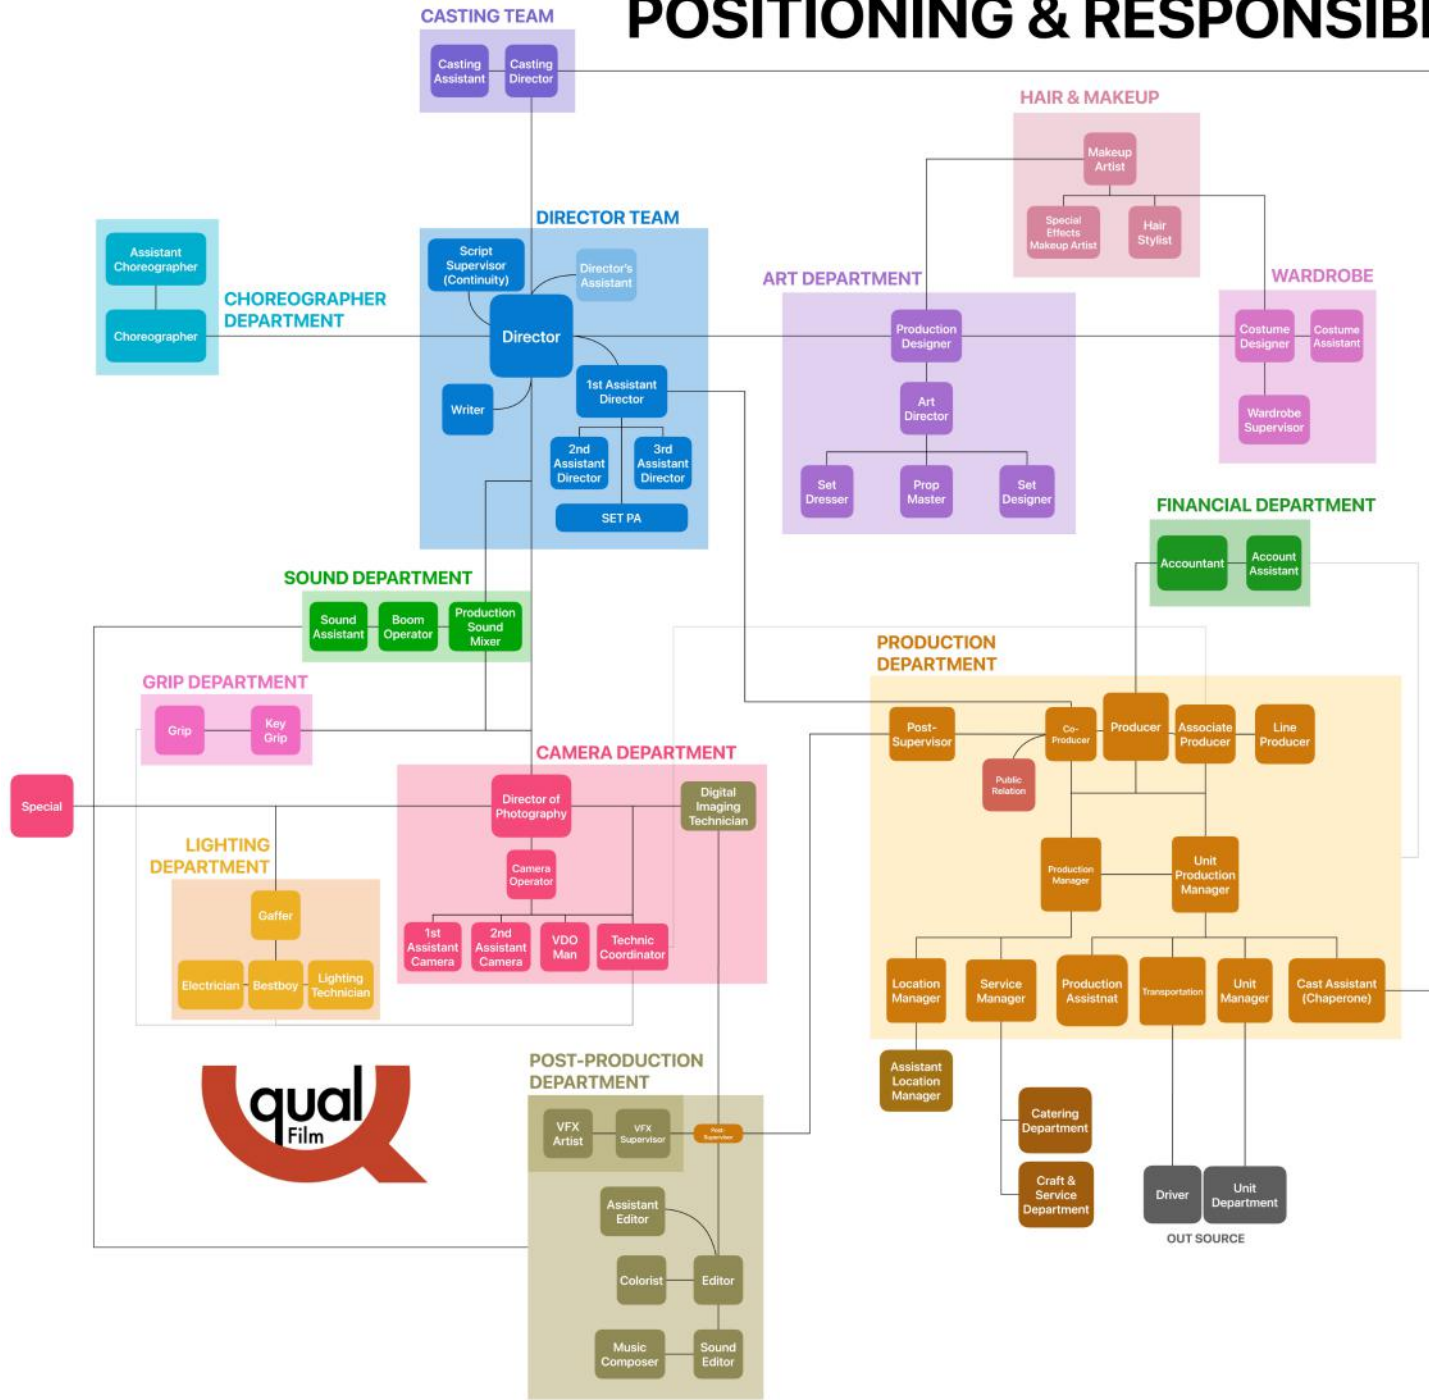 POSITIONING & RESPONSIB
CASTING TEAM
Casting
Assistant
Casting
Director
HAIR & MAKEUP
Makeup
Artist
Special
Effects
Makeup Artist
Hair
Stylist
DIRECTOR TEAM
Script
Supervisor
(Continuity)
Director's
Assistant
Director
Writer
1st Assistant
Director
2nd
Assistant
Director
3rd
Assistant
Director
SET PA
Assistant
Choreographer
Choreographer
CHOREOGRAPHER
DEPARTMENT
ART DEPARTMENT
Production
Designer
Art
Director
Set
Dresser
Prop
Master
Set
Designer
WARDROBE
Costume
Designer
Costume
Assistant
Wardrobe
Supervisor
FINANCIAL DEPARTMENT
Accountant
Account
Assistant
SOUND DEPARTMENT
Sound
Assistant
Boom
Operator
Production
Sound
Mixer
GRIP DEPARTMENT
Grip
Key
Grip
PRODUCTION
DEPARTMENT
Post-
Supervisor
Co-
Producer
Producer
Associate
Producer
Line
Producer
Public
Relation
Production
Manager
Unit
Production
Manager
Location
Manager
Service
Manager
Production
Assistnat
Transportation
Unit
Manager
Cast Assistant
(Chaperone)
Assistant
Location
Manager
Catering
Department
Craft &
Service
Department
Driver
Unit
Department
OUT SOURCE
CAMERA DEPARTMENT
Special
Director of
Photography
Digital
Imaging
Technician
Camera
Operator
1st
Assistant
Camera
2nd
Assistant
Camera
VDO
Man
Technic
Coordinator
LIGHTING
DEPARTMENT
Gaffer
Electrician
Bestboy
Lighting
Technician
qual
Film
POST-PRODUCTION
DEPARTMENT
VFX
Artist
VFX
Supervisor
Post-
Supervisor
Assistant
Editor
Colorist
Editor
Music
Composer
Sound
Editor